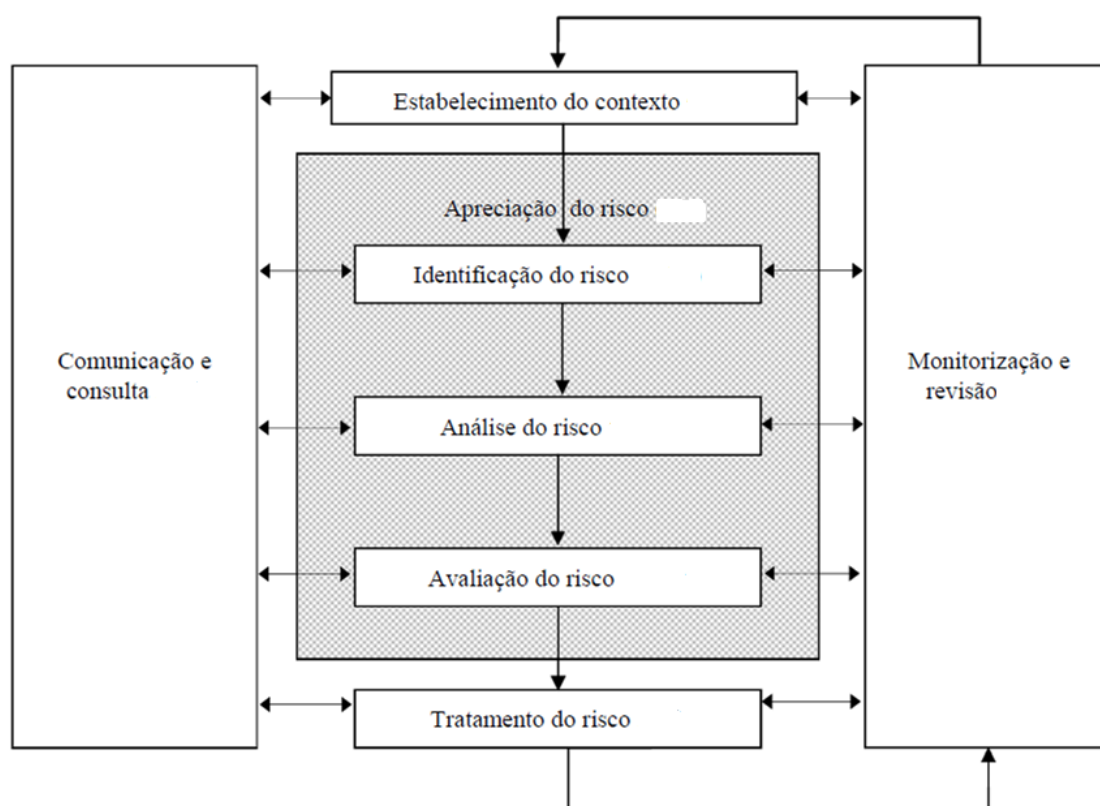 Estabelecimento do contexto
Apreciação do risco
Identificação do risco
Comunicação e
consulta
Monitorização e
revisão
Análise do risco
Avaliação do risco
Tratamento do risco